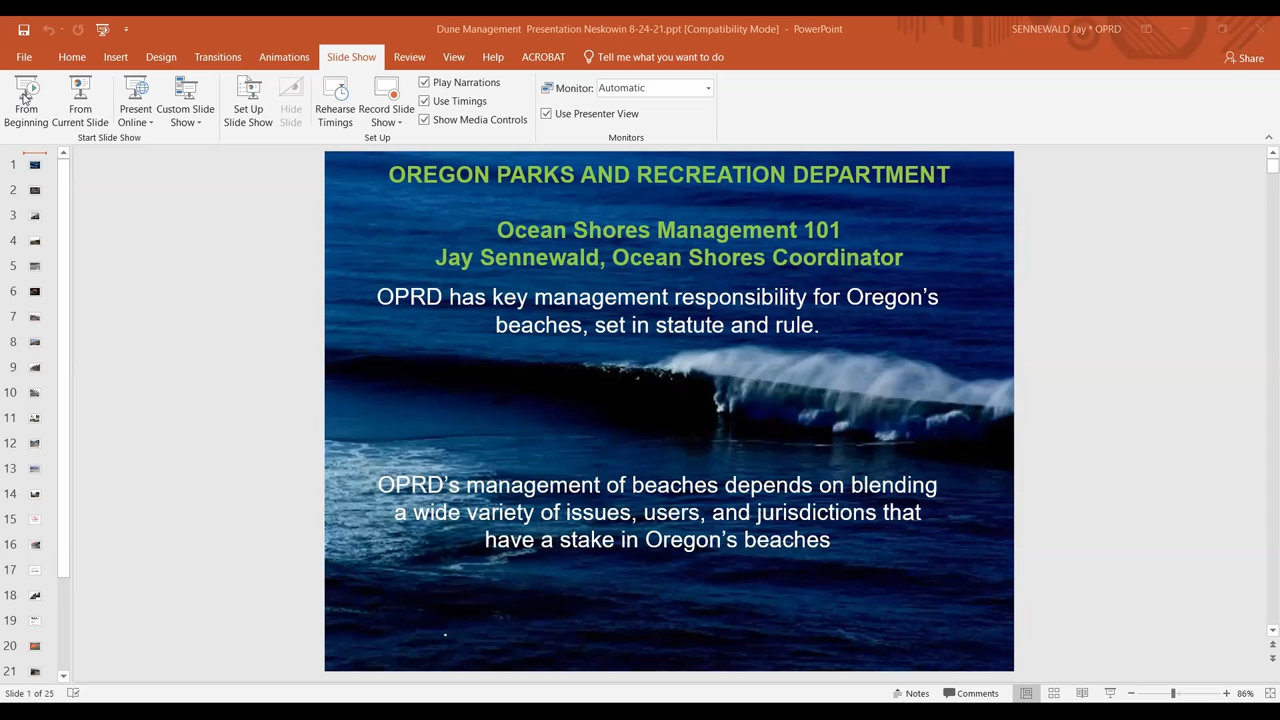 Dune Management Presentation Neskowin 8-24-21.ppt [Compatibility Mode] - PowerPoint
SENNEWALD Jay * OPRD
File Home Insert Design Transitions Animations Slide Show Review View Help ACROBAT Tell me what you want to do
Share
From Beginning
From Current Slide
Present Online
Custom Slide Show
Start Slide Show
Set Up Slide Show
Hide Slide
Rehearse Timings
Record Slide Show
Play Narrations
Use Timings
Show Media Controls
Set Up
Monitor: Automatic
Use Presenter View
Monitors
1
2
3
4
5
6
7
8
9
10
11
12
13
14
15
16
17
18
19
20
21
OREGON PARKS AND RECREATION DEPARTMENT
Ocean Shores Management 101
Jay Sennewald, Ocean Shores Coordinator
OPRD has key management responsibility for Oregon’s
beaches, set in statute and rule.
OPRD’s management of beaches depends on blending
a wide variety of issues, users, and jurisdictions that
have a stake in Oregon’s beaches
.
Slide 1 of 25
Notes
Comments
86%